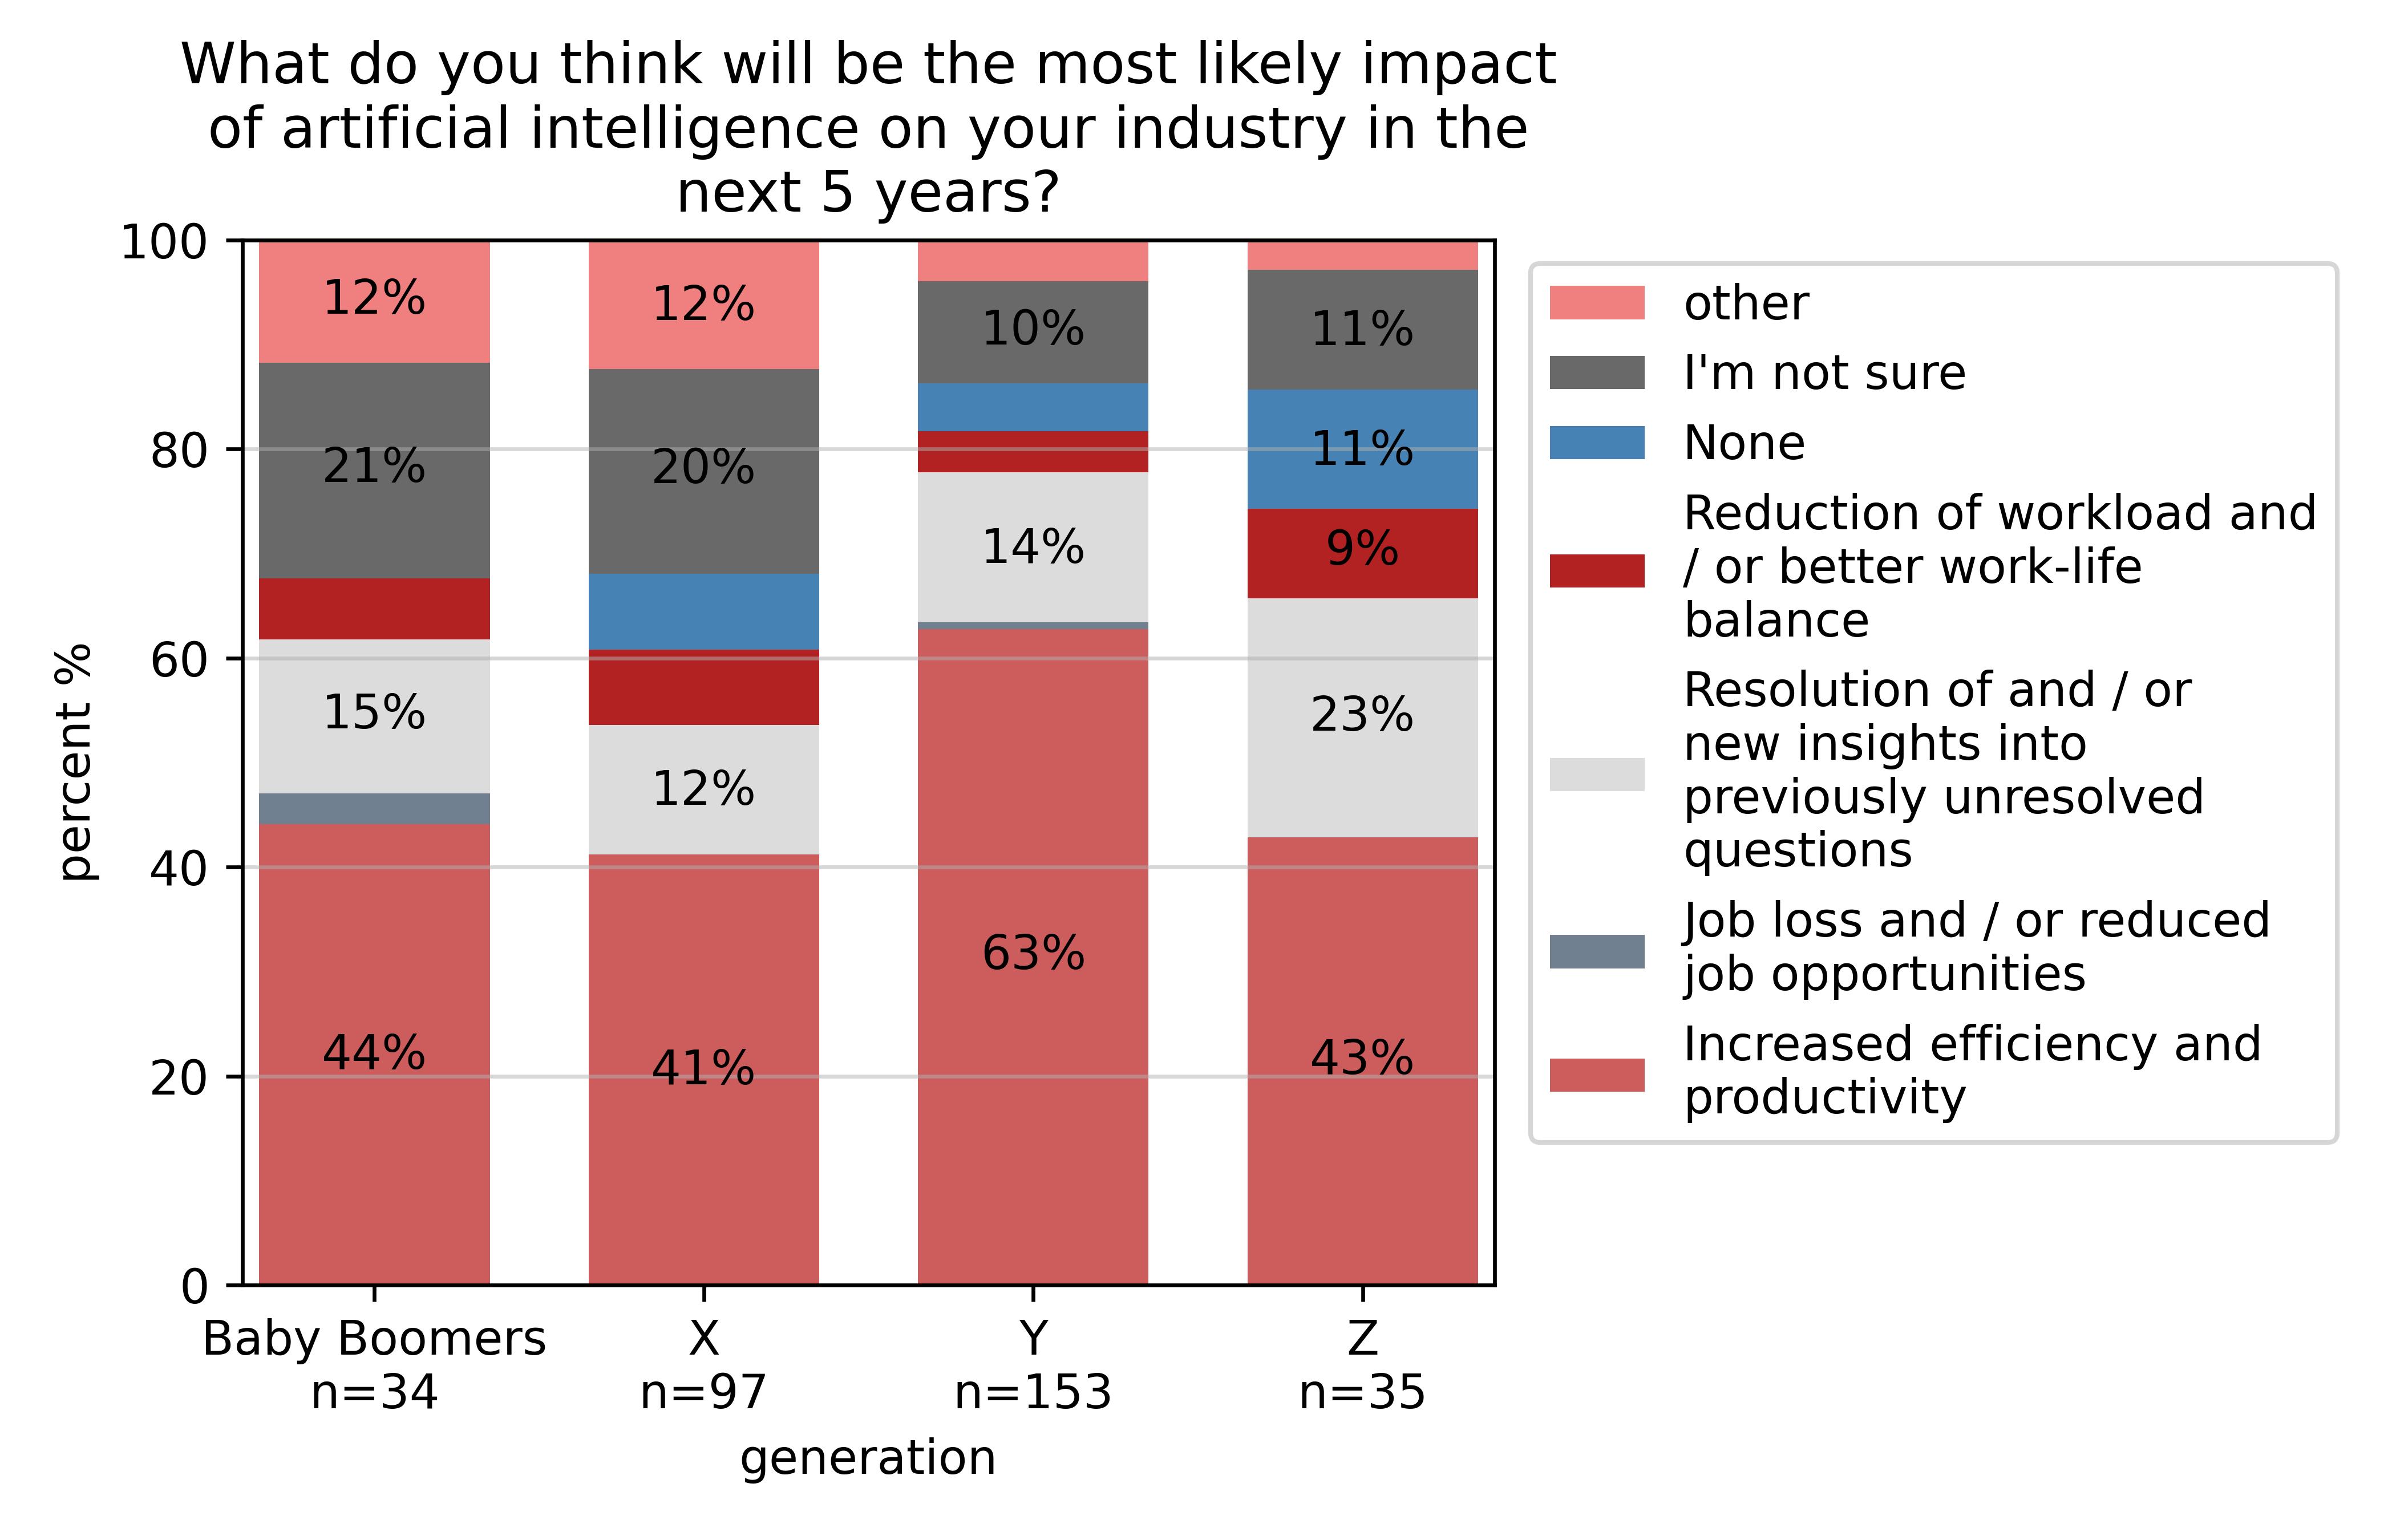 What do you think will be the most likely impact
of artificial intelligence on your industry in the
next 5 years?
percent %
100
80
60
40
20
0
12%
21%
15%
44%
12%
20%
12%
41%
10%
14%
63%
11%
11%
9%
23%
43%
Baby Boomers
n=34
X
n=97
Y
n=153
Z
n=35
generation
other
I'm not sure
None
Reduction of workload and
/ or better work-life
balance
Resolution of and / or
new insights into
previously unresolved
questions
Job loss and / or reduced
job opportunities
Increased efficiency and
productivity